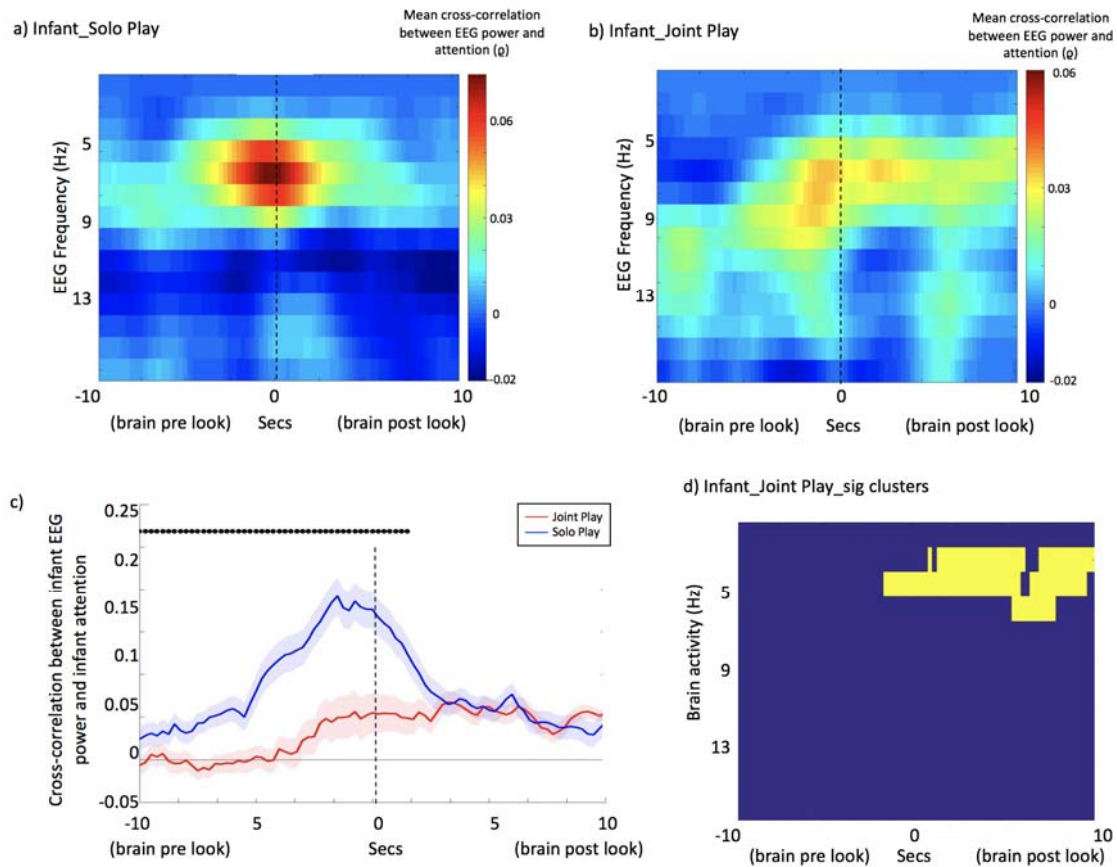 a) Infant_Solo Play
Mean cross-correlation
between EEG power and
attention (ϱ)
EEG Frequency (Hz)
5
9
13
0.06
0.03
0
-0.02
-10
0
10
(brain pre look)
Secs
(brain post look)
b) Infant_Joint Play
Mean cross-correlation
between EEG power and
attention (ϱ)
EEG Frequency (Hz)
5
9
13
0.06
0.03
0
-0.02
-10
0
10
(brain pre look)
Secs
(brain post look)
c)
Cross-correlation between infant EEG
power and infant attention
0.25
0.2
0.15
0.1
0.05
0
-0.05
Joint Play
Solo Play
-10
5
0
5
10
(brain pre look)
Secs
(brain post look)
d) Infant_Joint Play_sig clusters
Brain activity (Hz)
5
9
13
-10
0
10
(brain pre look)
Secs
(brain post look)